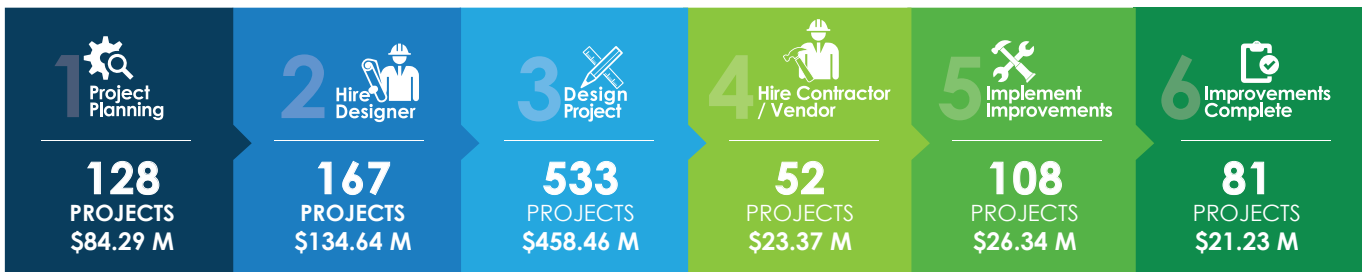 1
Project
Planning
128
PROJECTS
$84.29 M
2
Hire
Designer
167
PROJECTS
$134.64 M
3
Design
Project
533
PROJECTS
$458.46 M
4
Hire Contractor
/ Vendor
52
PROJECTS
$23.37 M
5
Implement
Improvements
108
PROJECTS
$26.34 M
6
Improvements
Complete
81
PROJECTS
$21.23 M